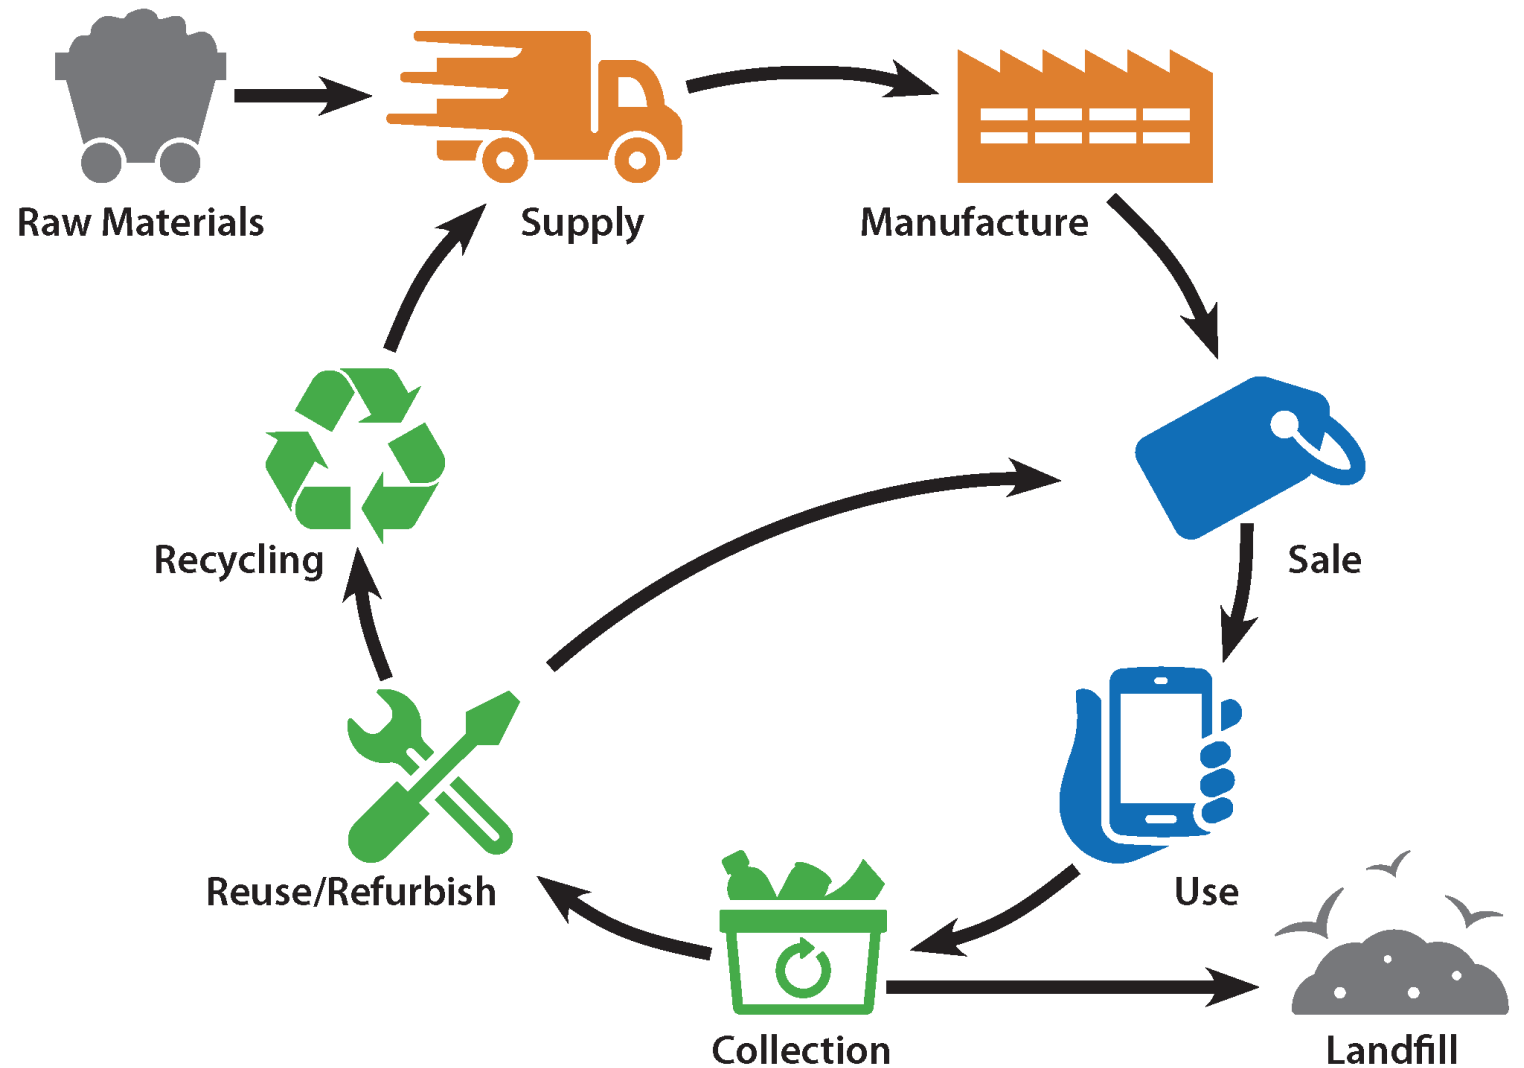 Raw Materials
Supply
Manufacture
Recycling
Sale
Reuse/Refurbish
Use
Collection
Landfill